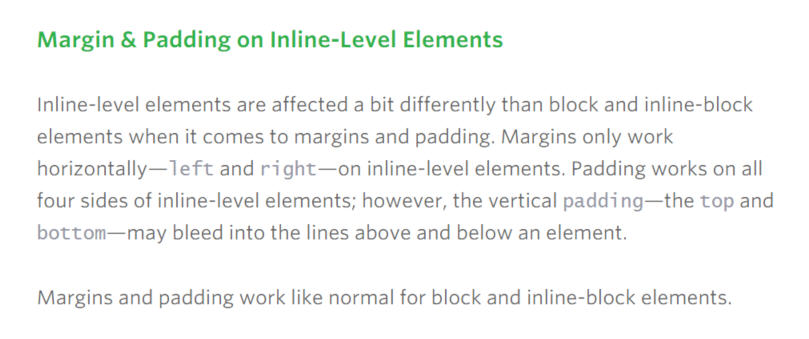 Margin & Padding on Inline-Level Elements
Inline-level elements are affected a bit differently than block and inline-block
elements when it comes to margins and padding. Margins only work
horizontally—left and right—on inline-level elements. Padding works on all
four sides of inline-level elements; however, the vertical padding—the top and
bottom—may bleed into the lines above and below an element.
Margins and padding work like normal for block and inline-block elements.